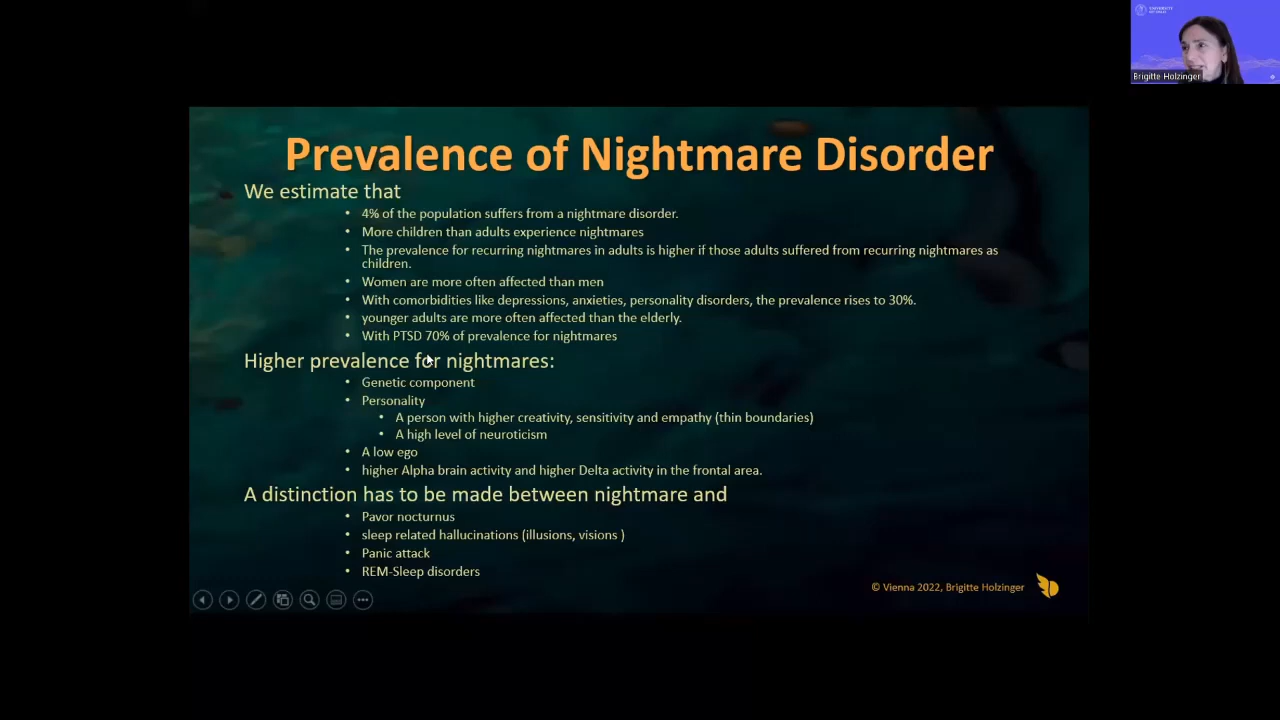 UNIVERSITY
OF OSLO
Brigitte Holzinger
Prevalence of Nightmare Disorder
We estimate that
• 4% of the population suffers from a nightmare disorder.
• More children than adults experience nightmares
• The prevalence for recurring nightmares in adults is higher if those adults suffered from recurring nightmares as
children.
• Women are more often affected than men
• With comorbidities like depressions, anxieties, personality disorders, the prevalence rises to 30%.
• younger adults are more often affected than the elderly.
• With PTSD 70% of prevalence for nightmares
Higher prevalence for nightmares:
• Genetic component
• Personality
• A person with higher creativity, sensitivity and empathy (thin boundaries)
• A high level of neuroticism
• A low ego
• higher Alpha brain activity and higher Delta activity in the frontal area.
A distinction has to be made between nightmare and
• Pavor nocturnus
• sleep related hallucinations (illusions, visions )
• Panic attack
• REM-Sleep disorders
© Vienna 2022, Brigitte Holzinger